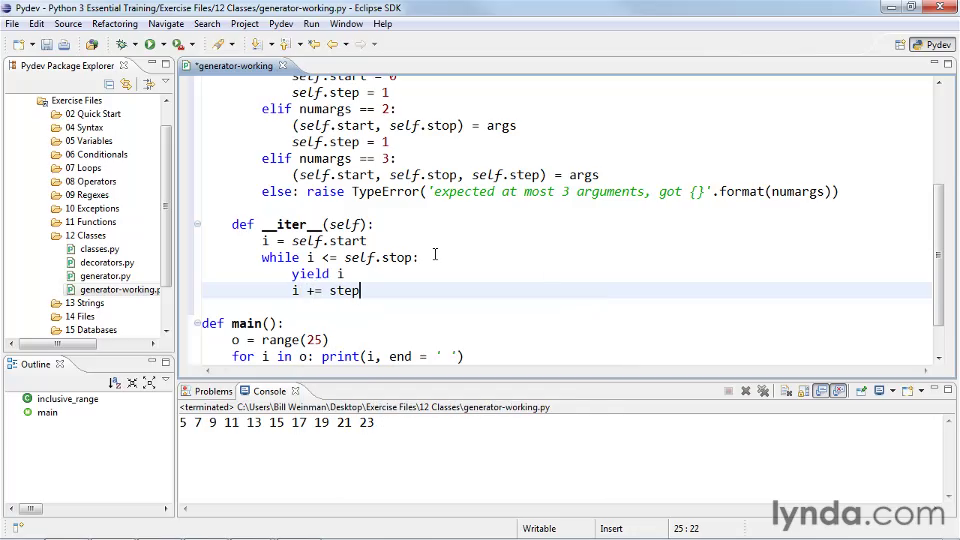 Pydev - Python 3 Essential Training/Exercise Files/12 Classes/generator-working.py - Eclipse SDK
File Edit Source Refactoring Navigate Search Project Pydev Run Window Help
Pydev
Pydev Package Explorer
*generator-working
Exercise Files
02 Quick Start
04 Syntax
05 Variables
06 Conditionals
07 Loops
08 Operators
09 Regexes
10 Exceptions
11 Functions
12 Classes
classes.py
decorators.py
generator.py
generator-working.p
13 Strings
14 Files
15 Databases
self.start = 0
self.step = 1
elif numargs == 2:
(self.start, self.stop) = args
self.step = 1
elif numargs == 3:
(self.start, self.stop, self.step) = args
else: raise TypeError('expected at most 3 arguments, got {}'.format(numargs))
def __iter__(self):
i = self.start
while i <= self.stop:
yield i
i += step
def main():
o = range(25)
for i in o: print(i, end = ' ')
Outline
inclusive_range
main
Problems Console
<terminated> C:\Users\Bill Weinman\Desktop\Exercise Files\12 Classes\generator-working.py
5 7 9 11 13 15 17 19 21 23
Writable Insert 25 : 22
lynda.com